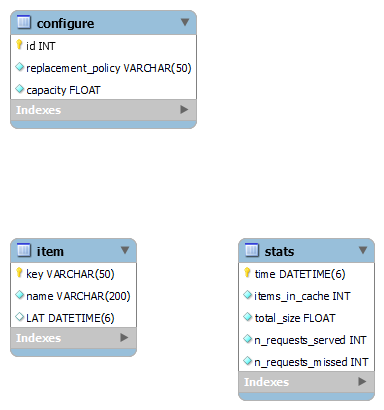 configure
id INT
replacement_policy VARCHAR(50)
capacity FLOAT
Indexes
item
key VARCHAR(50)
name VARCHAR(200)
LAT DATETIME(6)
Indexes
stats
time DATETIME(6)
items_in_cache INT
total_size FLOAT
n_requests_served INT
n_requests_missed INT
Indexes